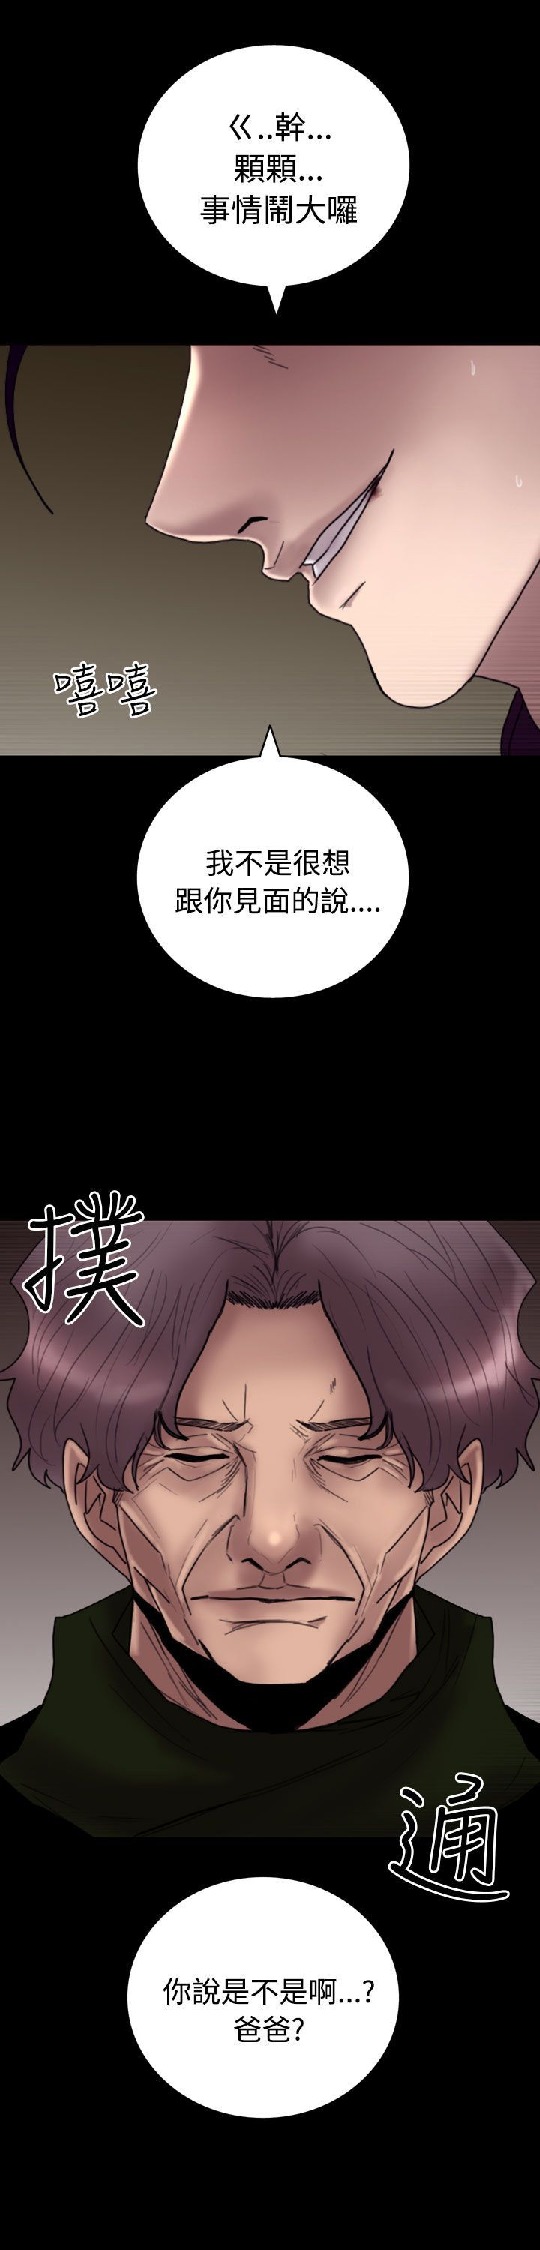 ㄍ..幹...
顆顆...
事情鬧大囉
嘻嘻
我不是很想
跟你見面的說....
撲
通
你說是不是啊...?
爸爸?